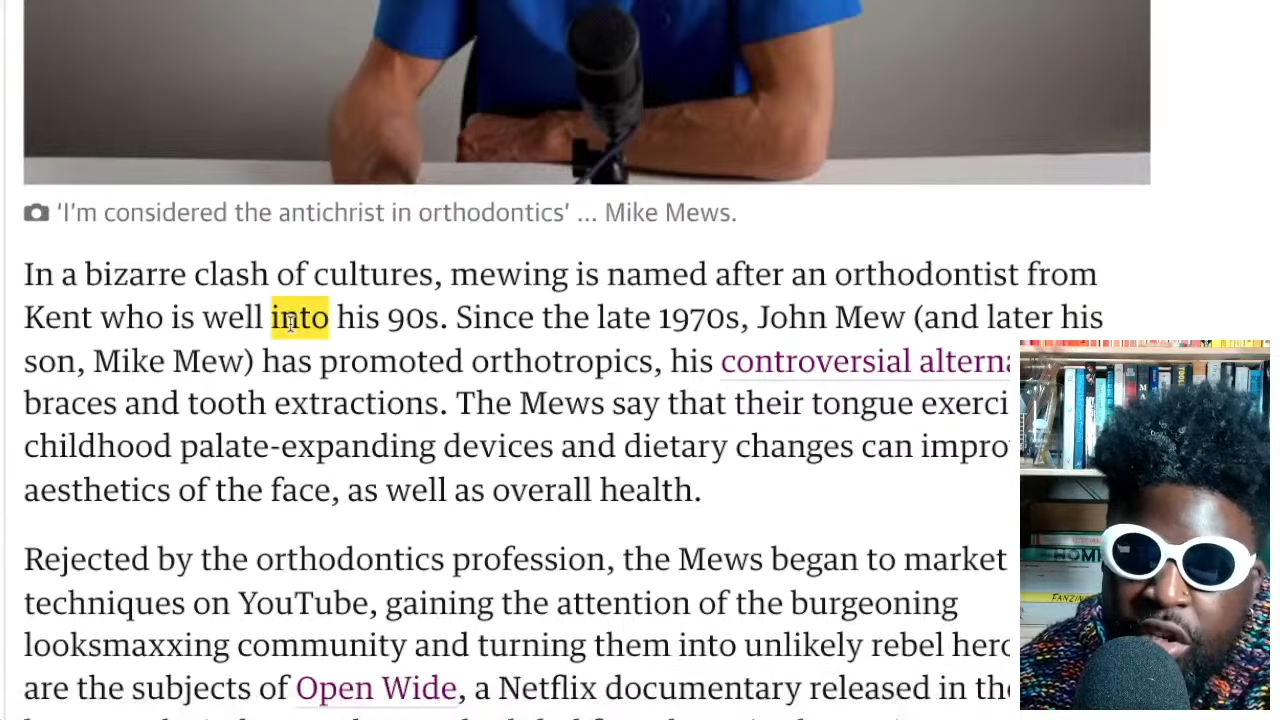 'I'm considered the antichrist in orthodontics' ... Mike Mews.
In a bizarre clash of cultures, mewing is named after an orthodontist from
Kent who is well into his 90s. Since the late 1970s, John Mew (and later his
son, Mike Mew) has promoted orthotropics, his controversial alterna
braces and tooth extractions. The Mews say that their tongue exerci
childhood palate-expanding devices and dietary changes can impro
aesthetics of the face, as well as overall health.
Rejected by the orthodontics profession, the Mews began to market
techniques on YouTube, gaining the attention of the burgeoning
looksmaxxing community and turning them into unlikely rebel hero
are the subjects of Open Wide, a Netflix documentary released in the
FANZIN